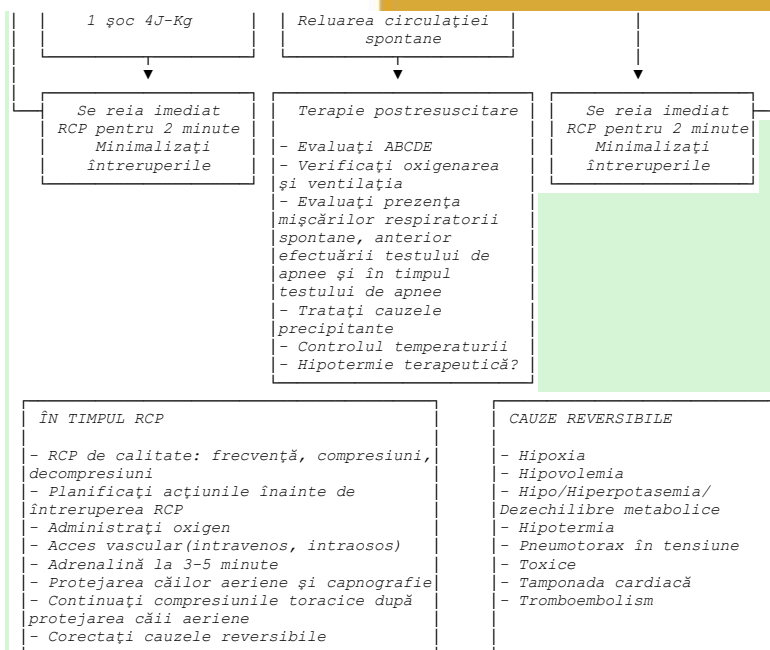 1 şoc 4J-Kg
Reluarea circulaţiei
spontane
Se reia imediat
RCP pentru 2 minute
Minimalizaţi
întreruperile
Terapie postresuscitare
- Evaluaţi ABCDE
- Verificaţi oxigenarea
şi ventilaţia
- Evaluaţi prezenţa
mişcărilor respiratorii
spontane, anterior
efectuării testului de
apnee şi în timpul
testului de apnee
- Trataţi cauzele
precipitante
- Controlul temperaturii
- Hipotermie terapeutică?
Se reia imediat
RCP pentru 2 minute
Minimalizaţi
întreruperile
ÎN TIMPUL RCP
- RCP de calitate: frecvenţă, compresiuni,
decompresiuni
- Planificaţi acţiunile înainte de
întreruperea RCP
- Administraţi oxigen
- Acces vascular(intravenos, intraosos)
- Adrenalină la 3-5 minute
- Protejarea căilor aeriene şi capnografie
- Continuaţi compresiunile toracice după
protejarea căii aeriene
- Corectaţi cauzele reversibile
CAUZE REVERSIBILE
- Hipoxia
- Hipovolemia
- Hipo/Hiperpotasemia/
Dezechilibre metabolice
- Hipotermia
- Pneumotorax în tensiune
- Toxice
- Tamponada cardiacă
- Tromboembolism